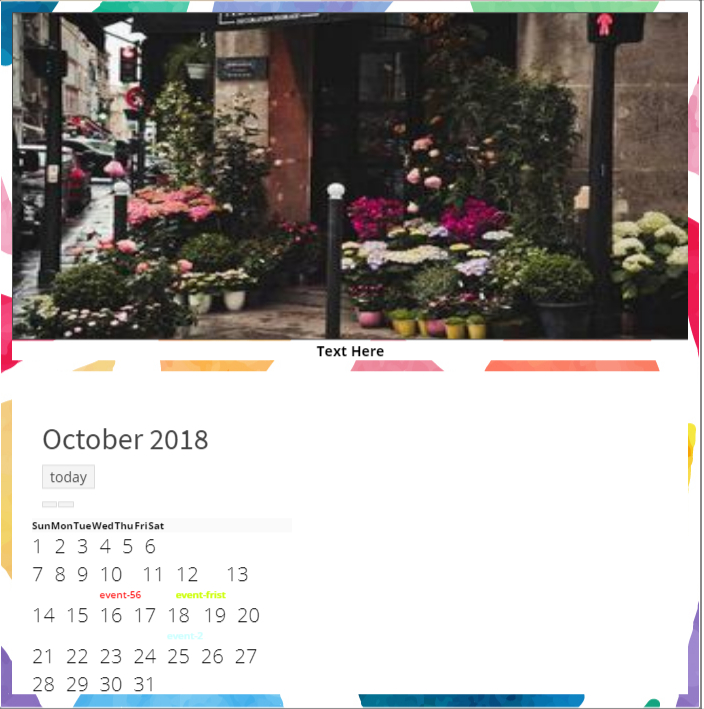 DECORATION FLORALE
Text Here
October 2018
today
SunMonTueWedThuFriSat
1 2 3 4 5 6
7 8 9 10 11 12 13
event-56 event-frist
14 15 16 17 18 19 20
event-2
21 22 23 24 25 26 27
28 29 30 31